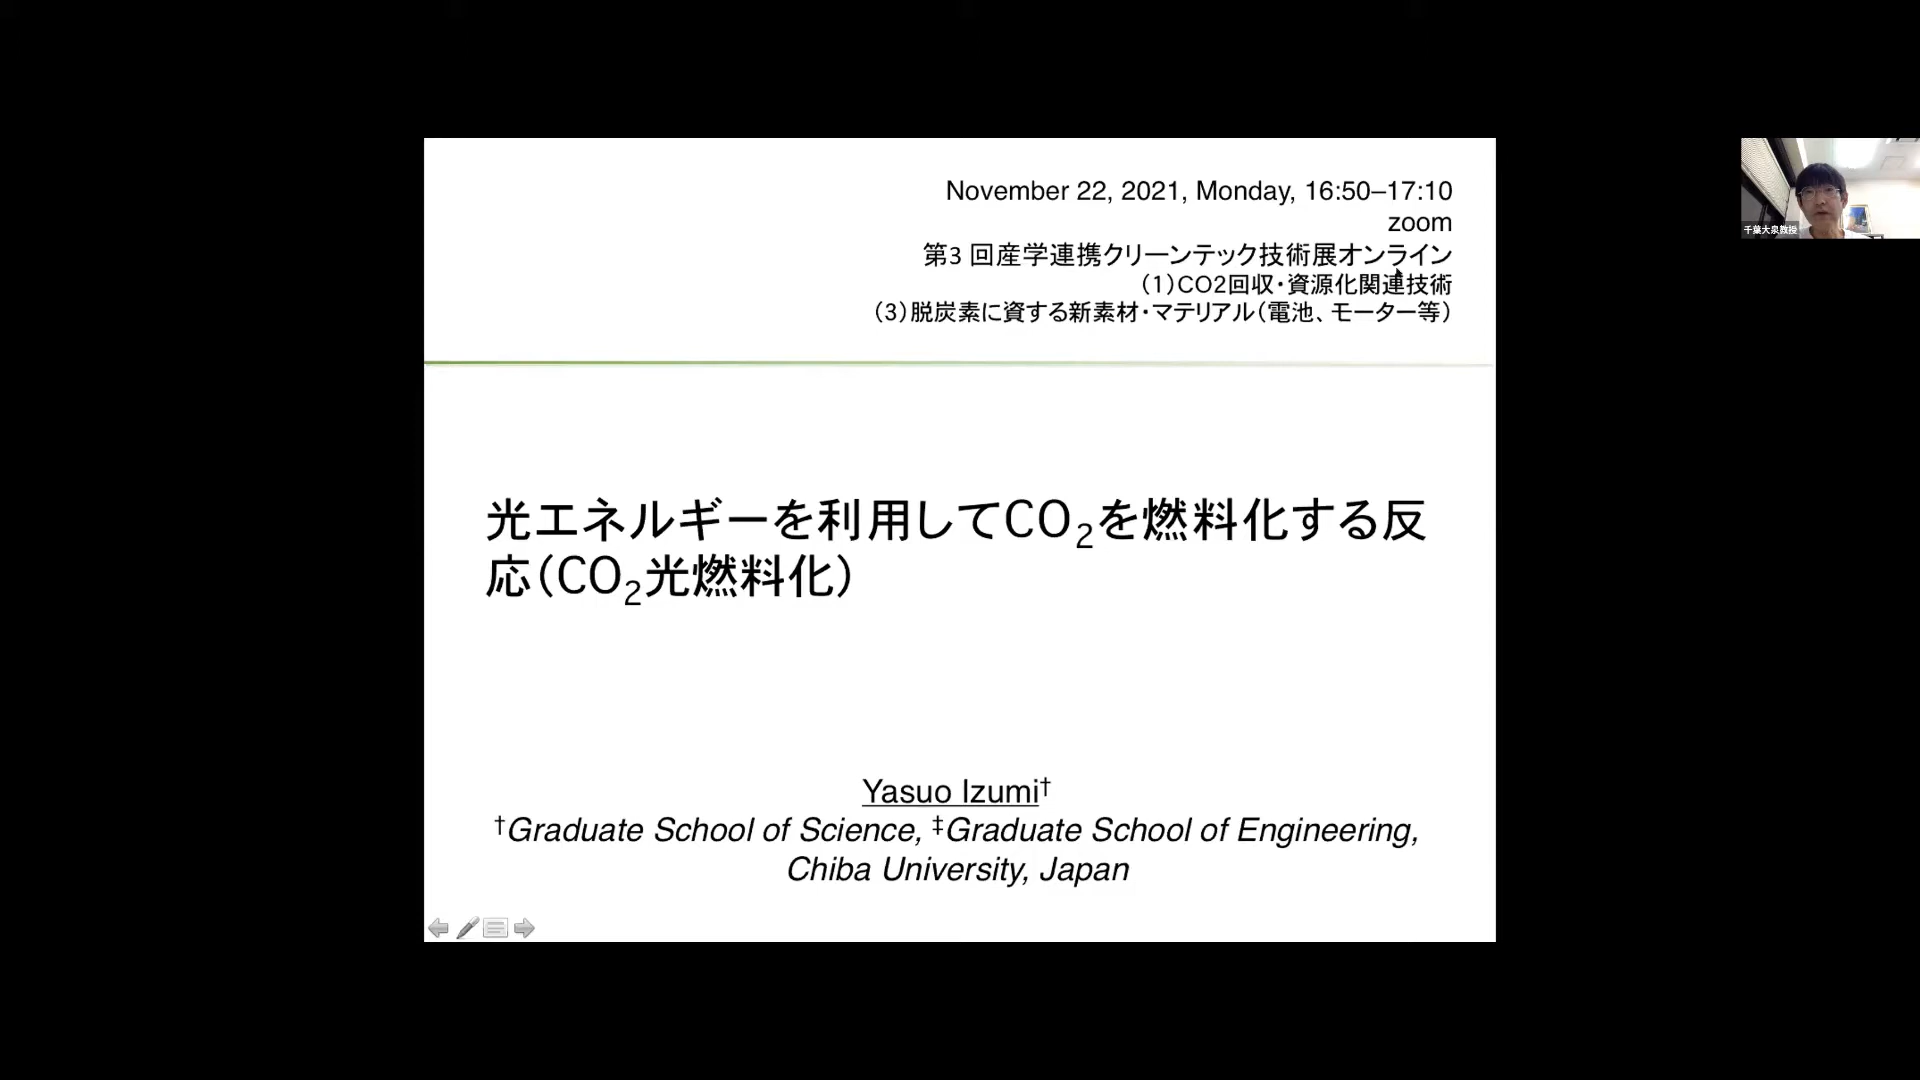 November 22, 2021, Monday, 16:50–17:10
zoom
第3 回産学連携クリーンテック技術展オンライン
（1）CO2回収・資源化関連技術
（3）脱炭素に資する新素材・マテリアル（電池、モーター等）
千葉大泉教授
光エネルギーを利用してCO₂を燃料化する反
応（CO₂光燃料化）
Yasuo Izumi†
†Graduate School of Science, ‡Graduate School of Engineering,
Chiba University, Japan